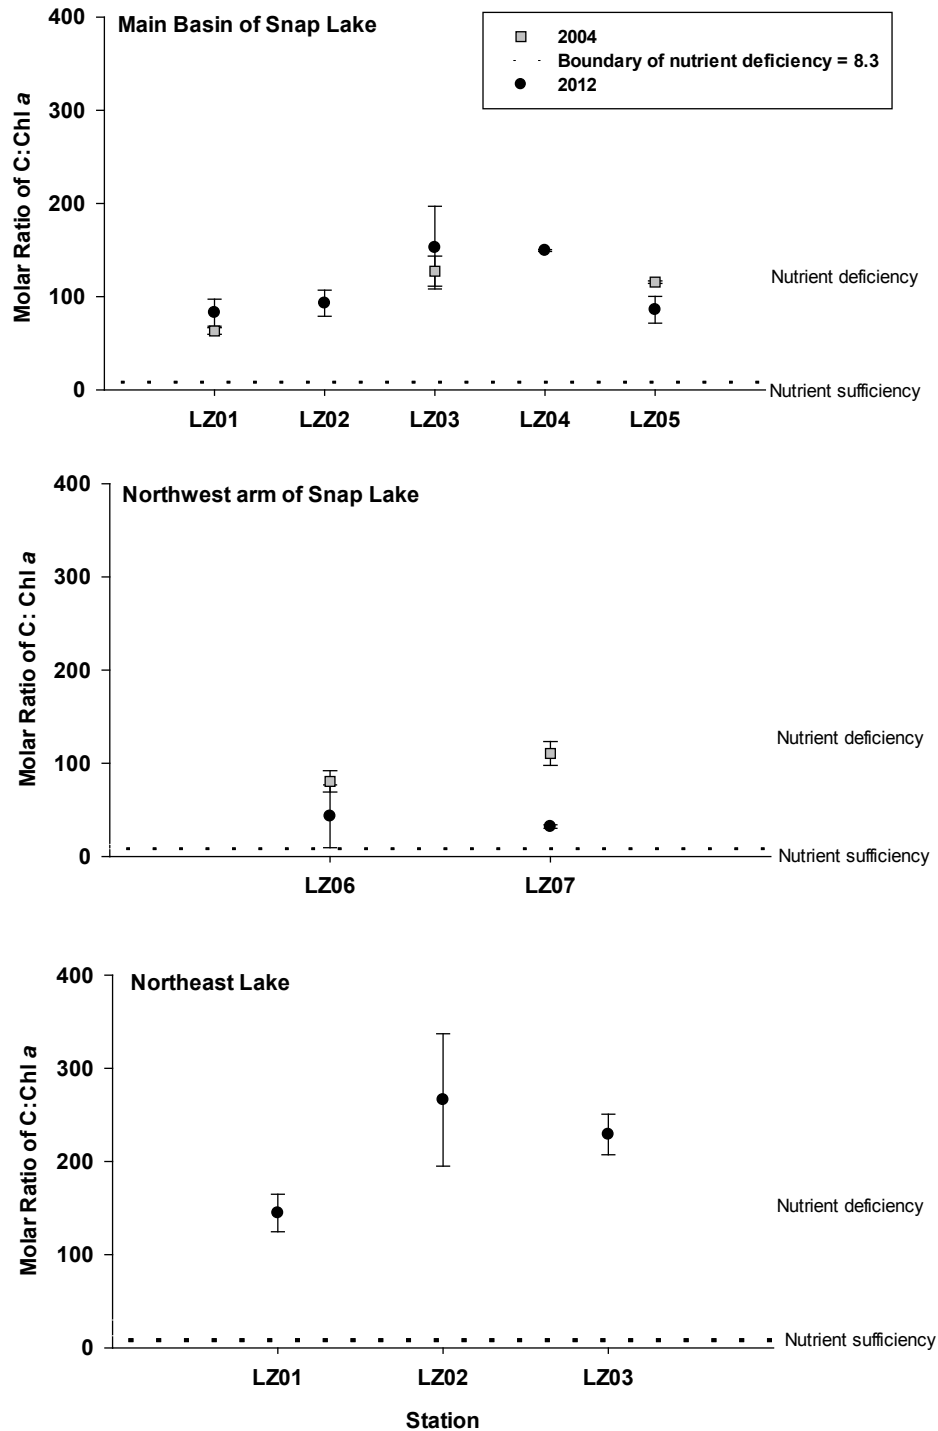 Main Basin of Snap Lake
2004
Boundary of nutrient deficiency = 8.3
2012
Molar Ratio of C:Chl a
400
300
200
100
0
Nutrient deficiency
Nutrient sufficiency
LZ01 LZ02 LZ03 LZ04 LZ05
Northwest arm of Snap Lake
Molar Ratio of C: Chl a
400
300
200
100
0
Nutrient deficiency
Nutrient sufficiency
LZ06 LZ07
Northeast Lake
Molar Ratio of C:Chl a
400
300
200
100
0
Nutrient deficiency
Nutrient sufficiency
LZ01 LZ02 LZ03
Station